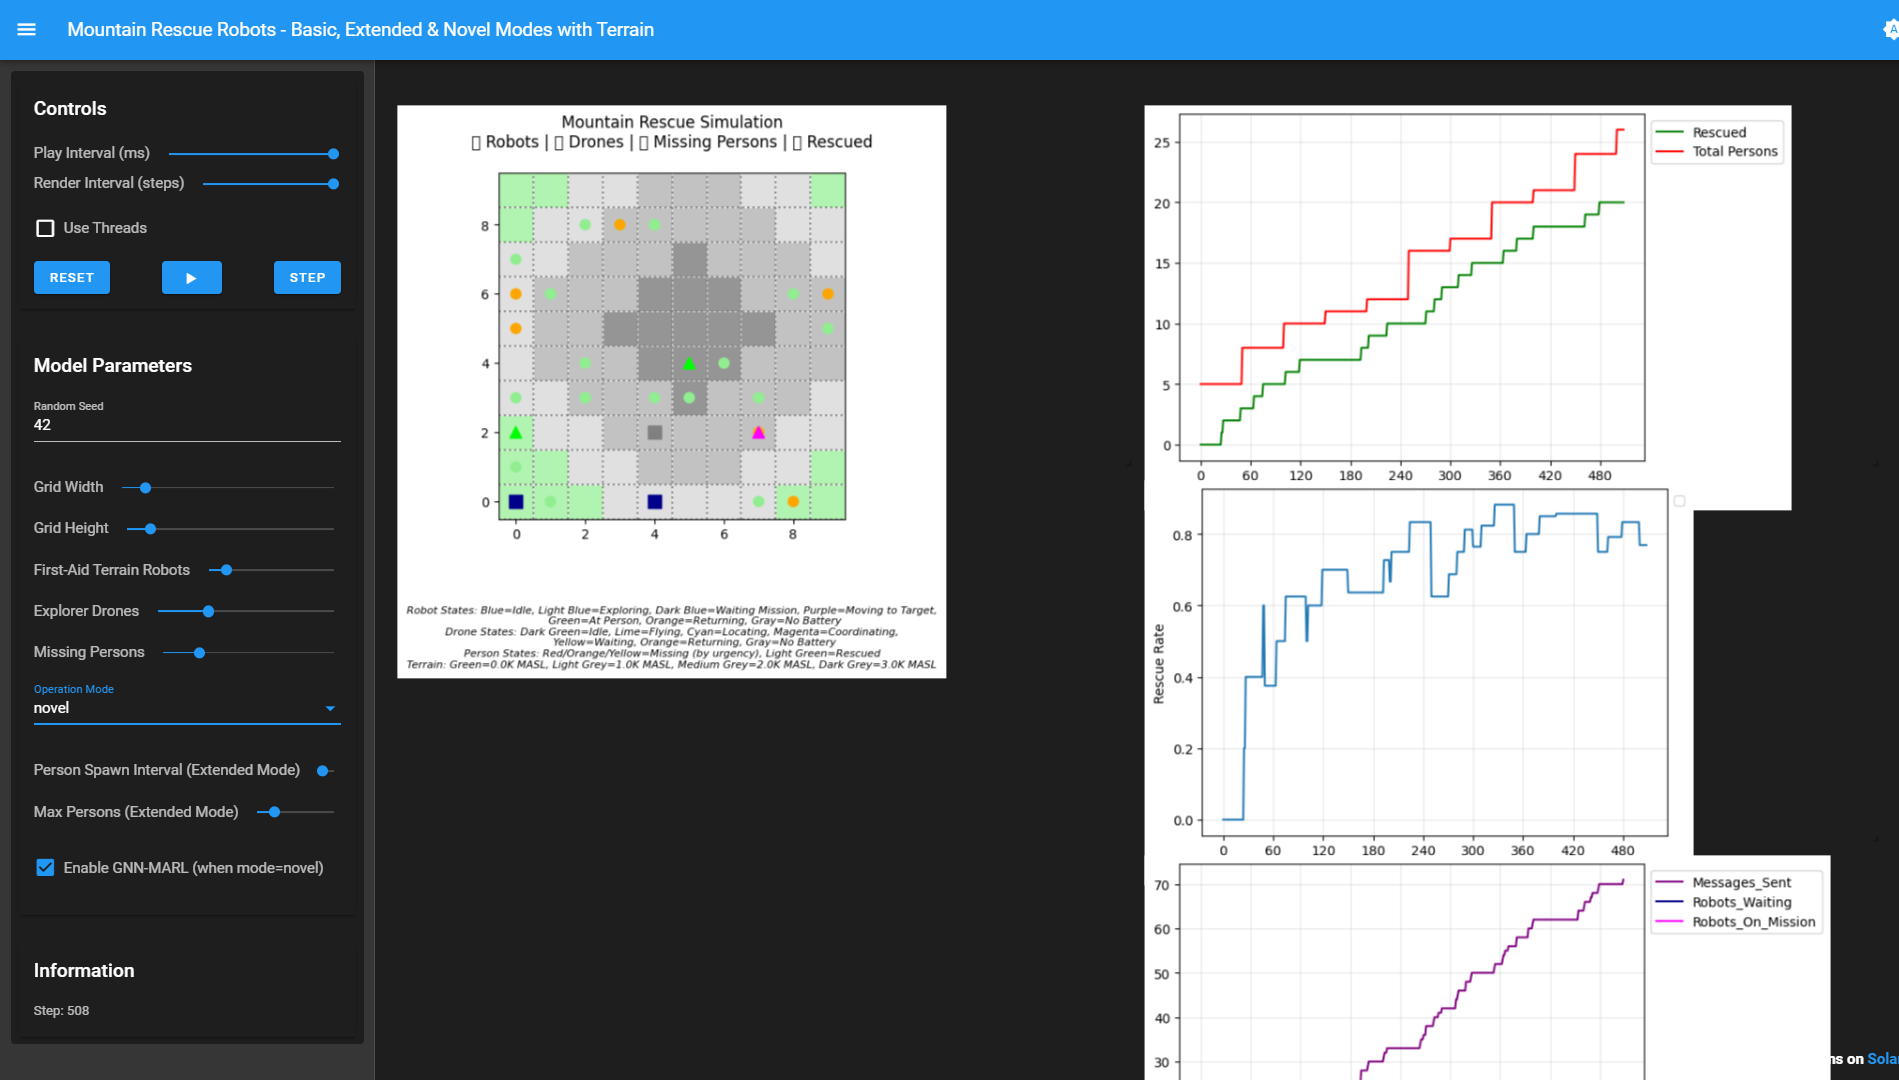 Mountain Rescue Robots - Basic, Extended & Novel Modes with Terrain
A
Controls
Play Interval (ms)
Render Interval (steps)
Use Threads
RESET
STEP
Model Parameters
Random Seed
42
Grid Width
Grid Height
First-Aid Terrain Robots
Explorer Drones
Missing Persons
Operation Mode
novel
Person Spawn Interval (Extended Mode)
Max Persons (Extended Mode)
Enable GNN-MARL (when mode=novel)
Information
Step: 508
Mountain Rescue Simulation
▯ Robots | ▯ Drones | ▯ Missing Persons | ▯ Rescued
8
6
4
2
0
0 2 4 6 8
Robot States: Blue=Idle, Light Blue=Exploring, Dark Blue=Waiting Mission, Purple=Moving to Target,
Green=At Person, Orange=Returning, Gray=No Battery
Drone States: Dark Green=Idle, Lime=Flying, Cyan=Locating, Magenta=Coordinating,
Yellow=Waiting, Orange=Returning, Gray=No Battery
Person States: Red/Orange/Yellow=Missing (by urgency), Light Green=Rescued
Terrain: Green=0.0K MASL, Light Grey=1.0K MASL, Medium Grey=2.0K MASL, Dark Grey=3.0K MASL
25
20
15
10
5
0
0 60 120 180 240 300 360 420 480
Rescued
Total Persons
Rescue Rate
0.8
0.6
0.4
0.2
0.0
0 60 120 180 240 300 360 420 480
70
60
50
40
30
Messages_Sent
Robots_Waiting
Robots_On_Mission
ns on Sola